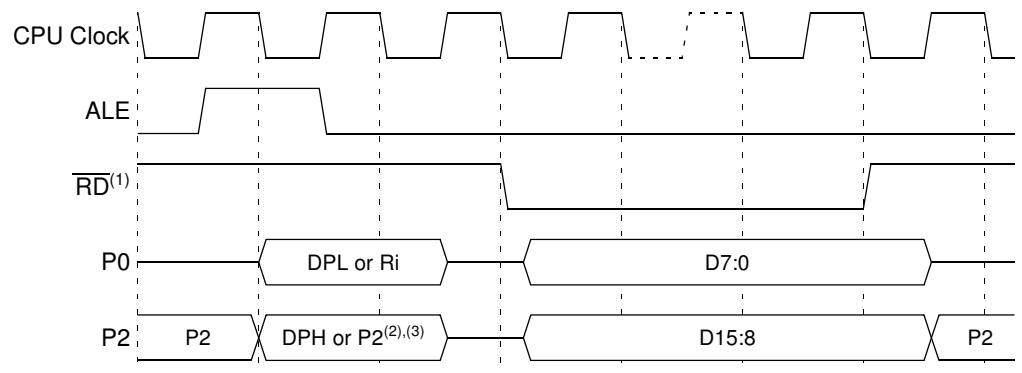 CPU Clock
ALE
RD(1)
P0 DPL or Ri D7:0
P2 P2 DPH or P2(2),(3) D15:8 P2